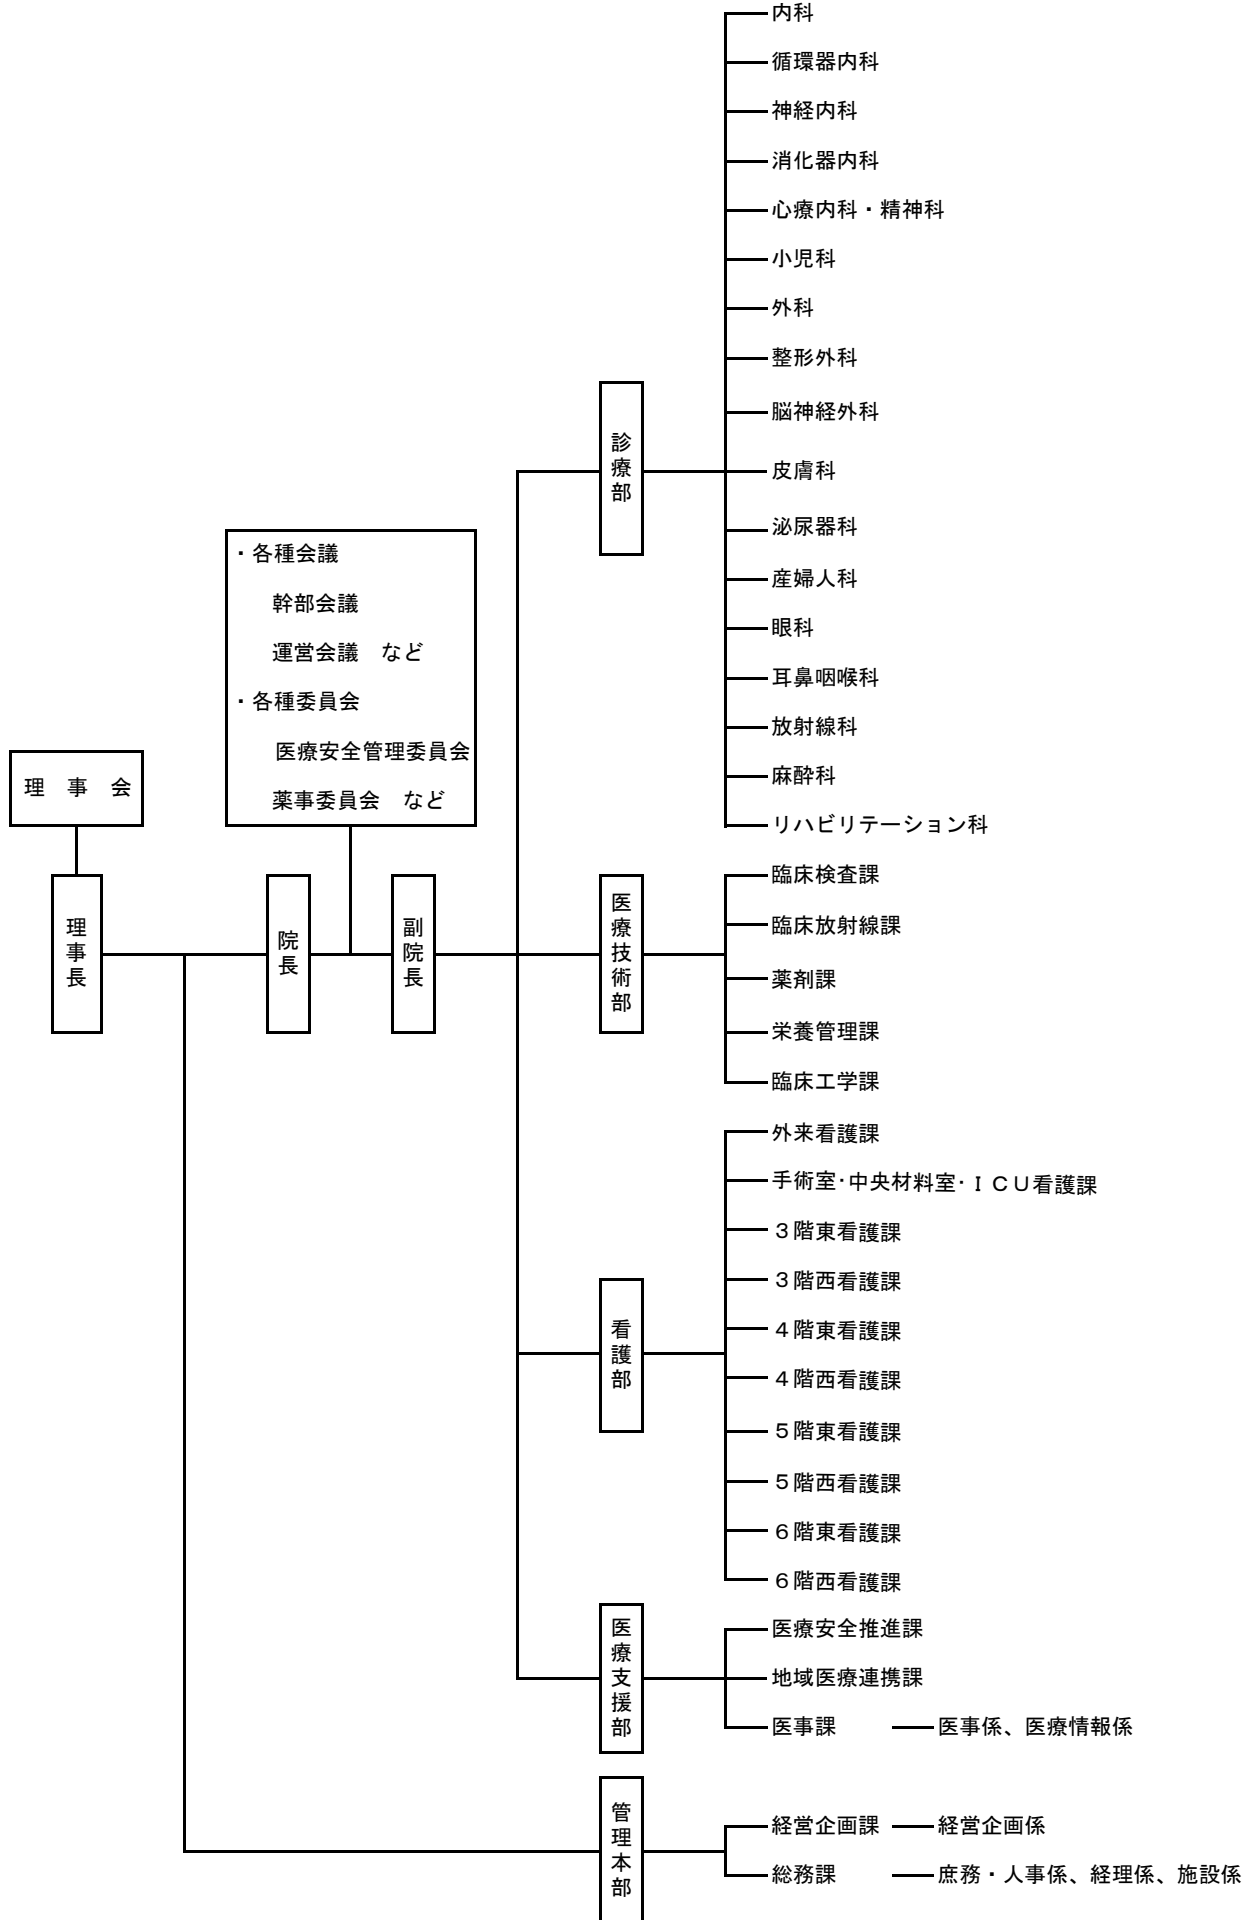 理　事　会
理事長
院長
・各種会議
幹部会議
運営会議　など
・各種委員会
医療安全管理委員会
薬事委員会　など
副院長
診療部
内科
循環器内科
神経内科
消化器内科
心療内科・精神科
小児科
外科
整形外科
脳神経外科
皮膚科
泌尿器科
産婦人科
眼科
耳鼻咽喉科
放射線科
麻酔科
リハビリテーション科
医療技術部
臨床検査課
臨床放射線課
薬剤課
栄養管理課
臨床工学課
看護部
外来看護課
手術室・中央材料室・ＩＣＵ看護課
３階東看護課
３階西看護課
４階東看護課
４階西看護課
５階東看護課
５階西看護課
６階東看護課
６階西看護課
医療支援部
医療安全推進課
地域医療連携課
医事課　医事係、医療情報係
管理本部
経営企画課　経営企画係
総務課　庶務・人事係、経理係、施設係